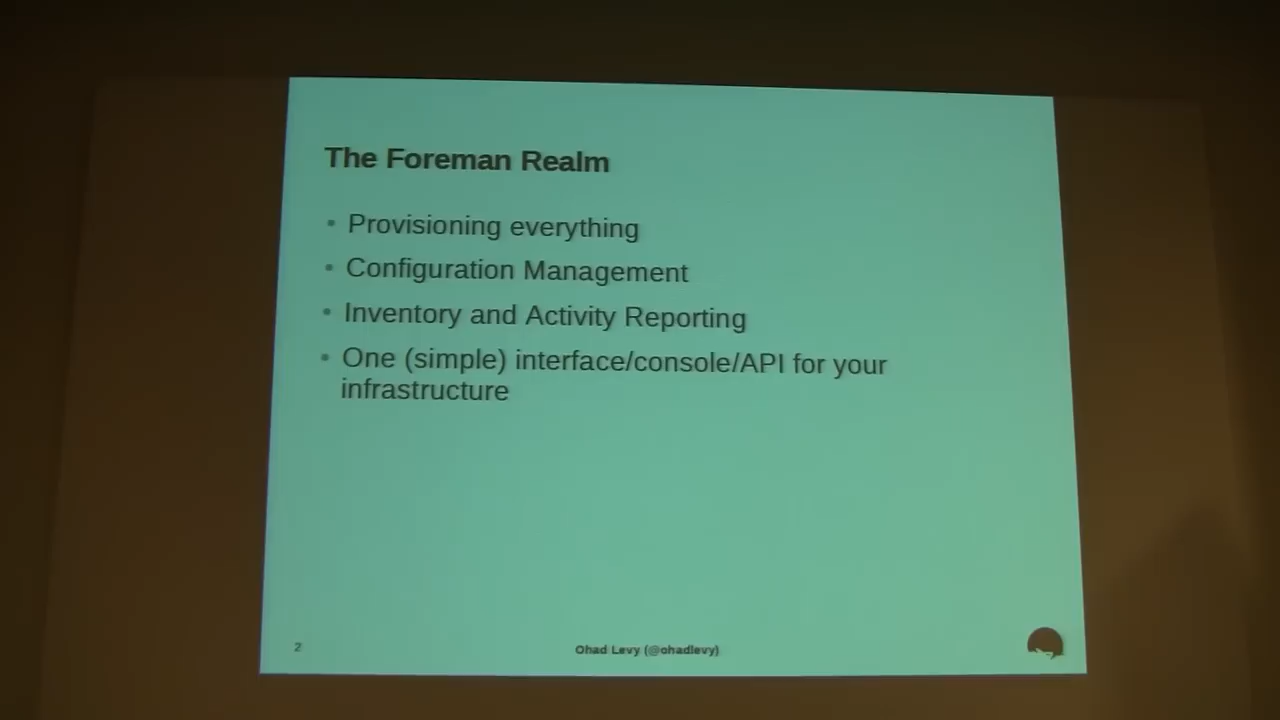 The Foreman Realm
• Provisioning everything
• Configuration Management
• Inventory and Activity Reporting
• One (simple) interface/console/API for your
infrastructure
2
Ohad Levy (@ohadlevy)